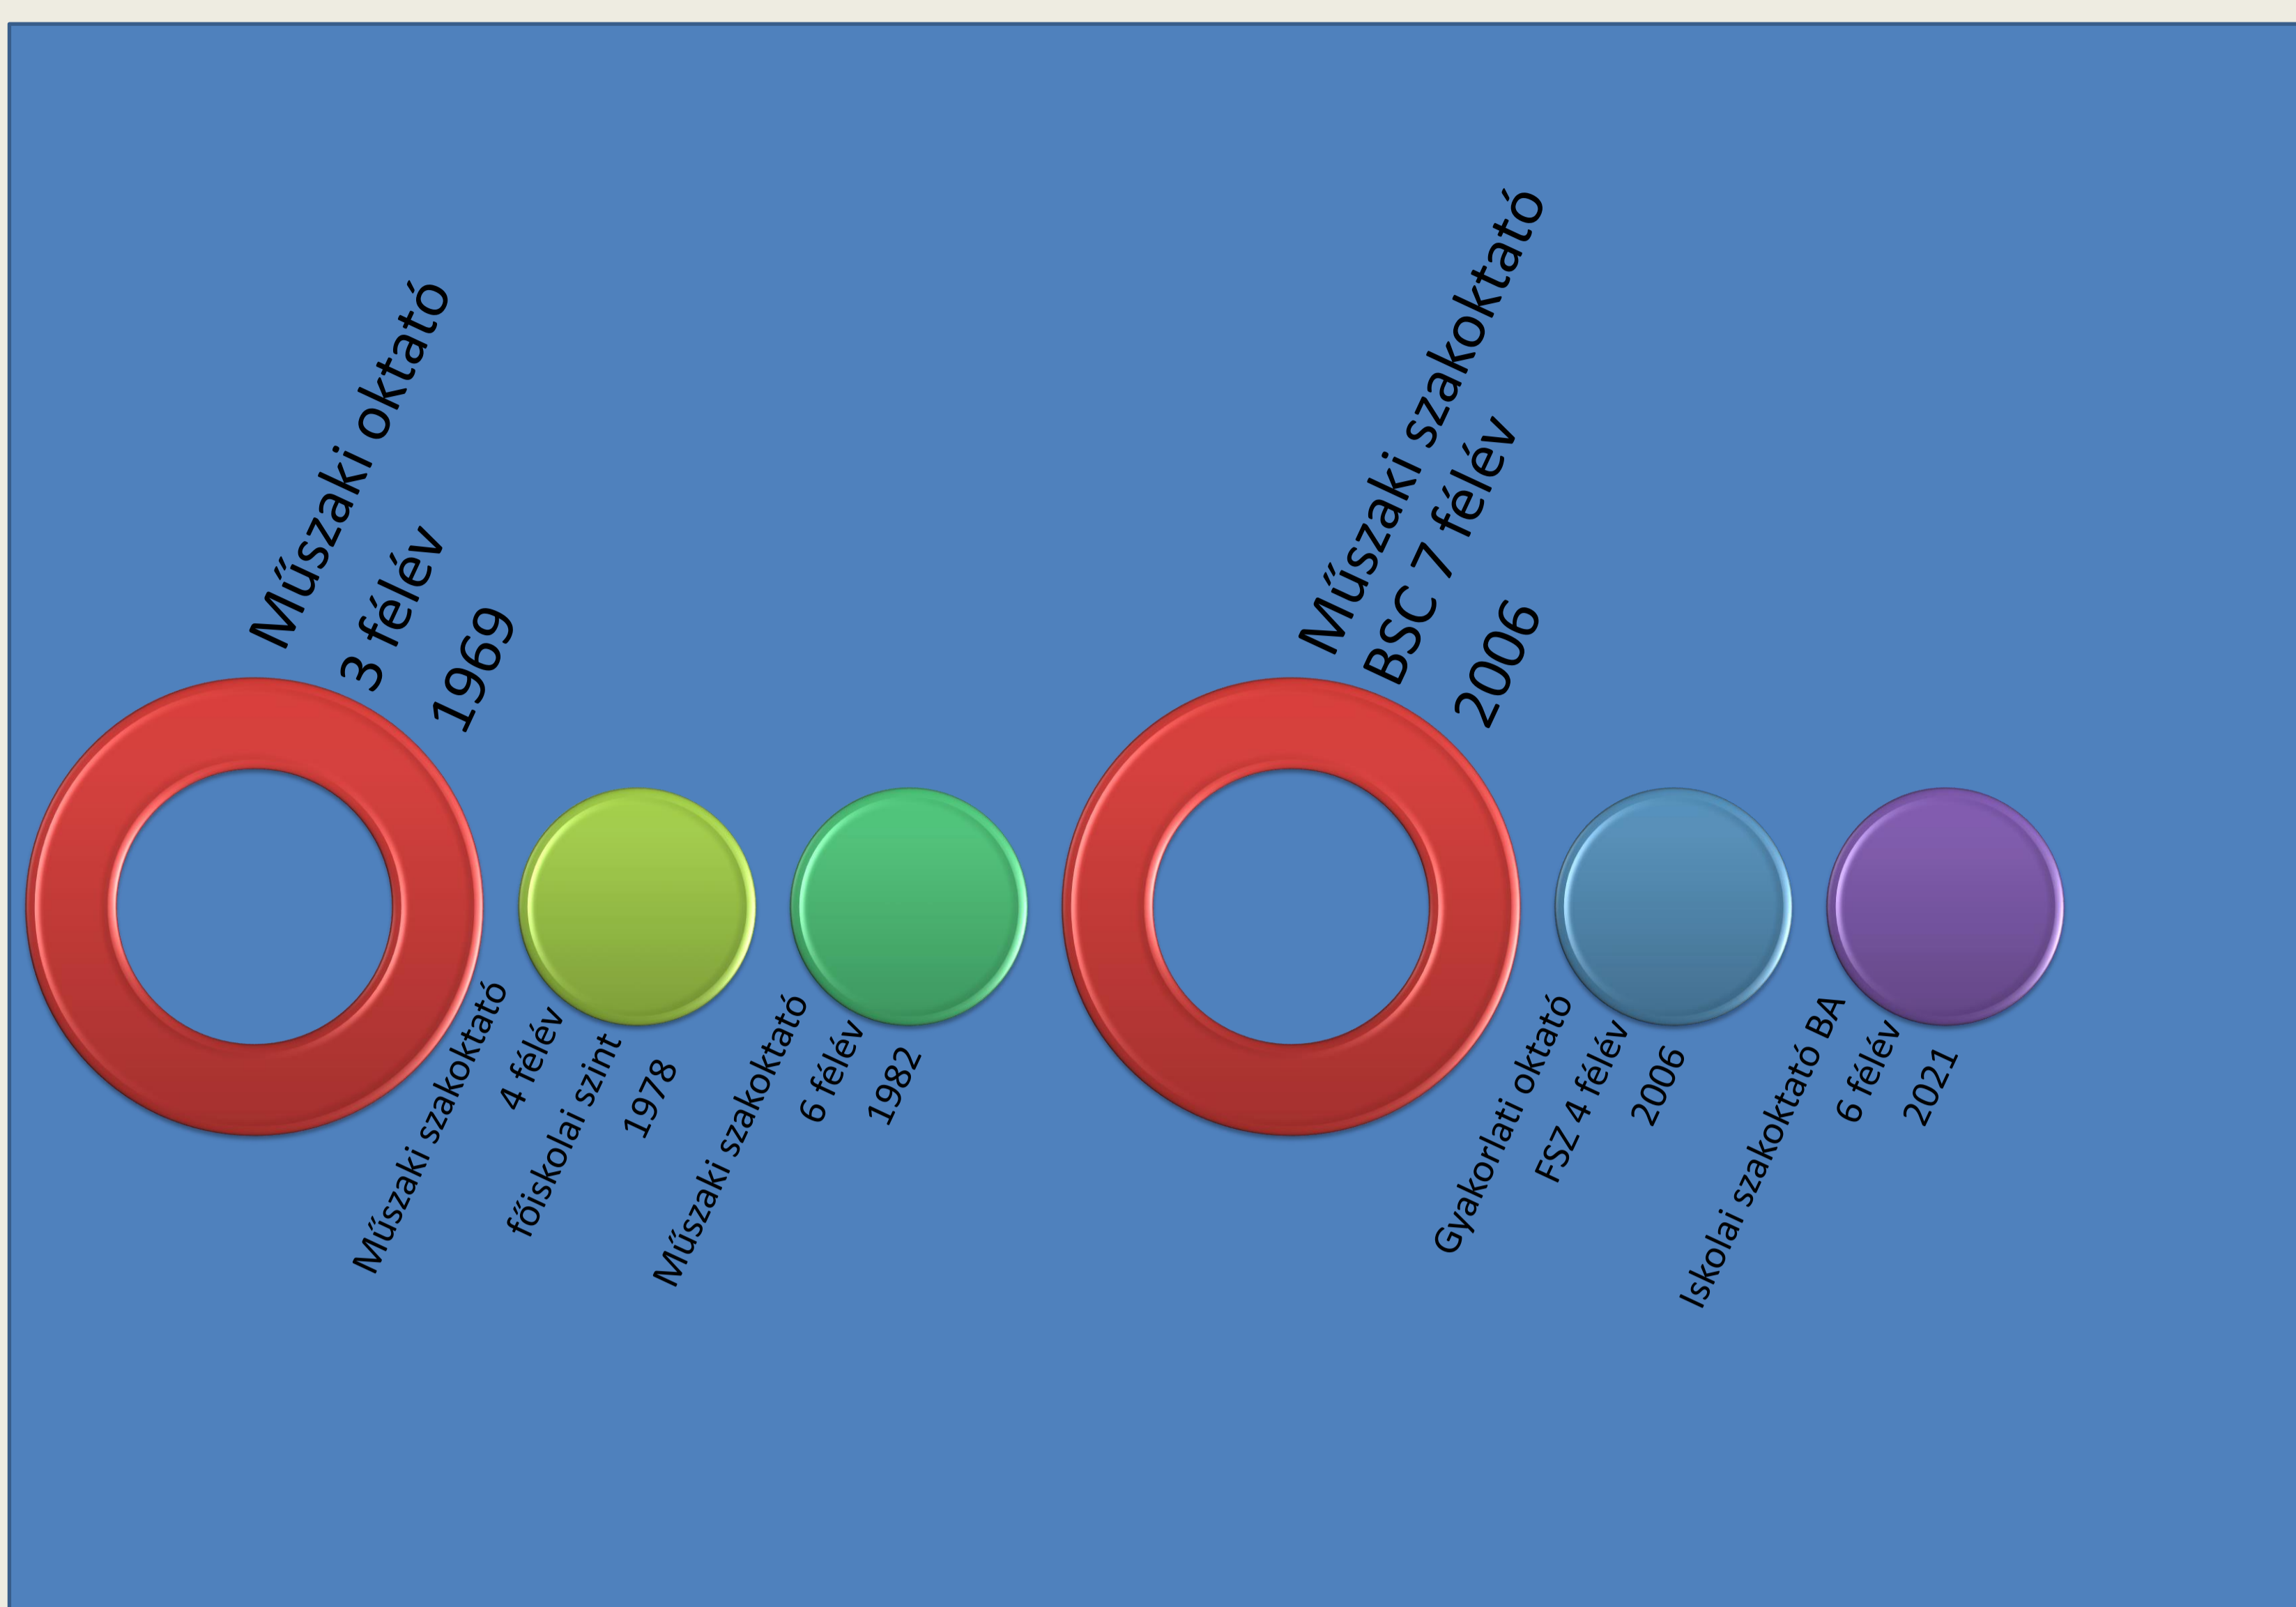 Műszaki oktató
3 félév
1969
Műszaki szakoktató
4 félév
főiskolai szint
1978
Műszaki szakoktató
6 félév
1982
Műszaki szakoktató
BSC 7 félév
2006
Gyakorlati oktató
FSZ 4 félév
2006
Iskolai szakoktató BA
6 félév
2021